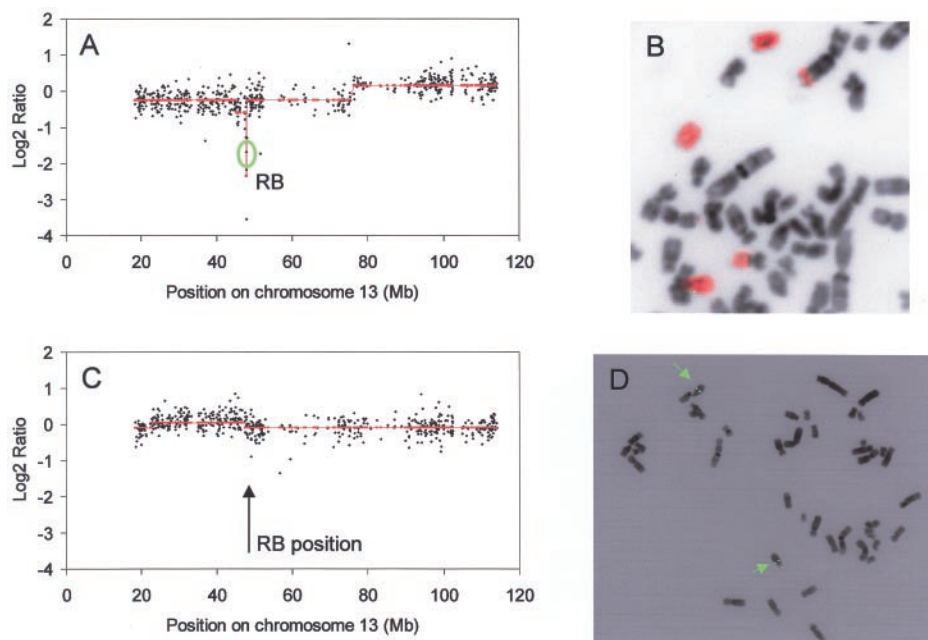 A
Log2 Ratio
2
1
0
-1
-2
-3
-4
RB
0 20 40 60 80 100 120
Position on chromosome 13 (Mb)
B
C
Log2 Ratio
2
1
0
-1
-2
-3
-4
RB position
0 20 40 60 80 100 120
Position on chromosome 13 (Mb)
D